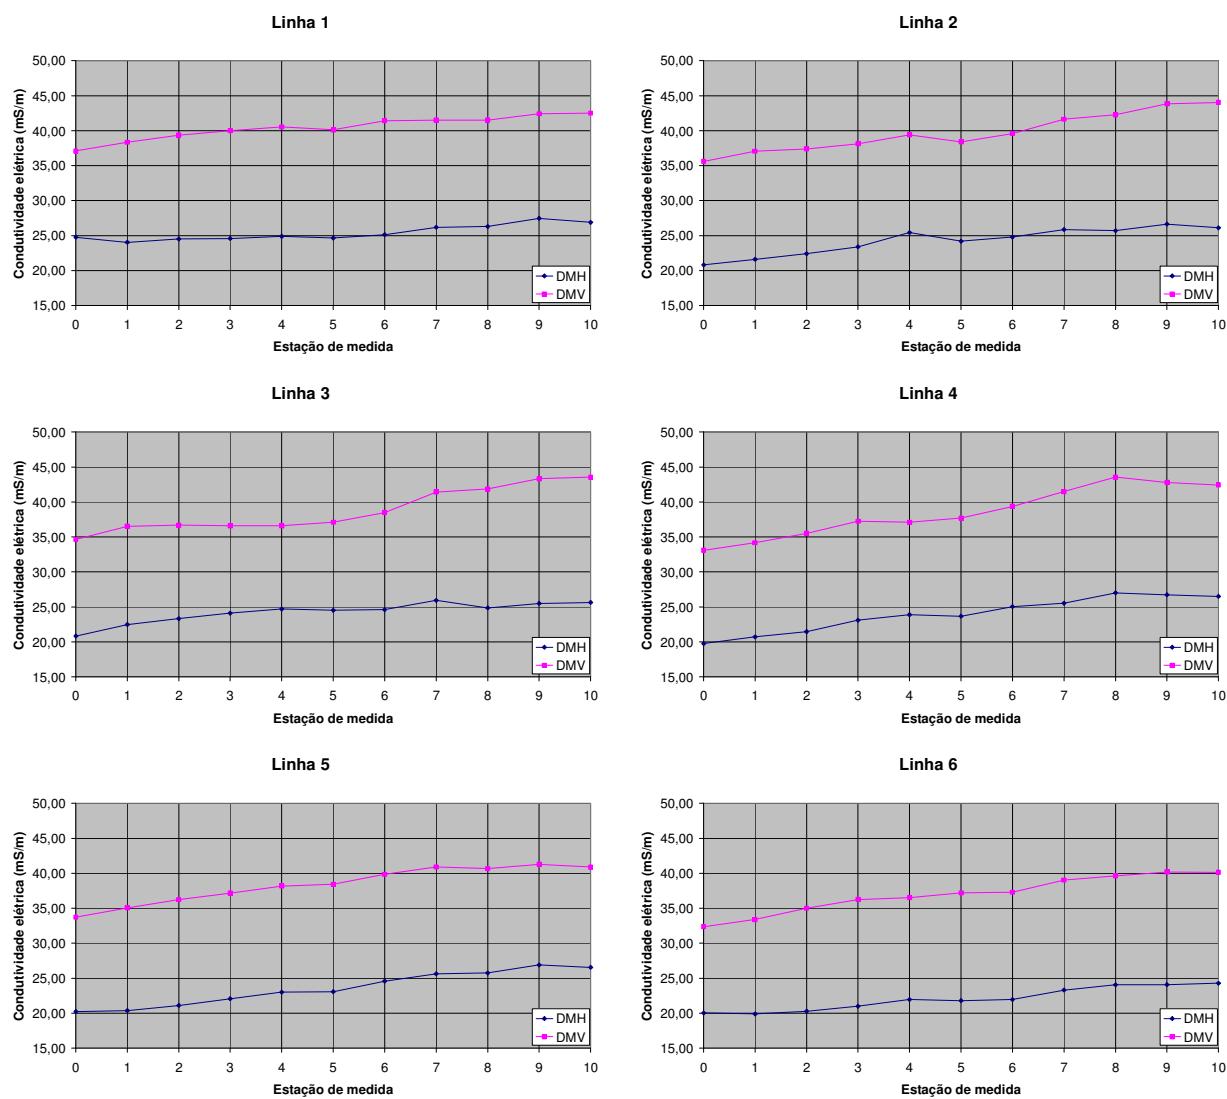 Linha 1
Condutividade elétrica (mS/m)
50,00
45,00
40,00
35,00
30,00
25,00
20,00
15,00
DMH
DMV
0 1 2 3 4 5 6 7 8 9 10
Estação de medida
Linha 2
Condutividade elétrica (mS/m)
50,00
45,00
40,00
35,00
30,00
25,00
20,00
15,00
DMH
DMV
0 1 2 3 4 5 6 7 8 9 10
Estação de medida
Linha 3
Condutividade elétrica (mS/m)
50,00
45,00
40,00
35,00
30,00
25,00
20,00
15,00
DMH
DMV
0 1 2 3 4 5 6 7 8 9 10
Estação de medida
Linha 4
Condutividade elétrica (mS/m)
50,00
45,00
40,00
35,00
30,00
25,00
20,00
15,00
DMH
DMV
0 1 2 3 4 5 6 7 8 9 10
Estação de medida
Linha 5
Condutividade elétrica (mS/m)
50,00
45,00
40,00
35,00
30,00
25,00
20,00
15,00
DMH
DMV
0 1 2 3 4 5 6 7 8 9 10
Estação de medida
Linha 6
Condutividade elétrica (mS/m)
50,00
45,00
40,00
35,00
30,00
25,00
20,00
15,00
DMH
DMV
0 1 2 3 4 5 6 7 8 9 10
Estação de medida